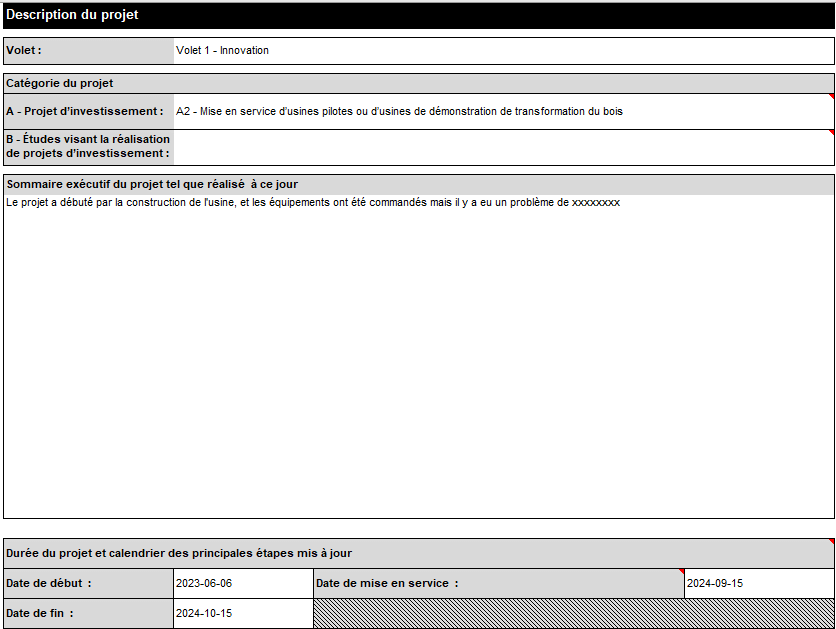 Description du projet
Volet : Volet 1 - Innovation
Catégorie du projet
A - Projet d'investissement : A2 - Mise en service d'usines pilotes ou d'usines de démonstration de transformation du bois
B - Études visant la réalisation
de projets d'investissement :
Sommaire exécutif du projet tel que réalisé à ce jour
Le projet a débuté par la construction de l'usine, et les équipements ont été commandés mais il y a eu un problème de xxxxxxxx
Durée du projet et calendrier des principales étapes mis à jour
Date de début : 2023-06-06 Date de mise en service : 2024-09-15
Date de fin : 2024-10-15